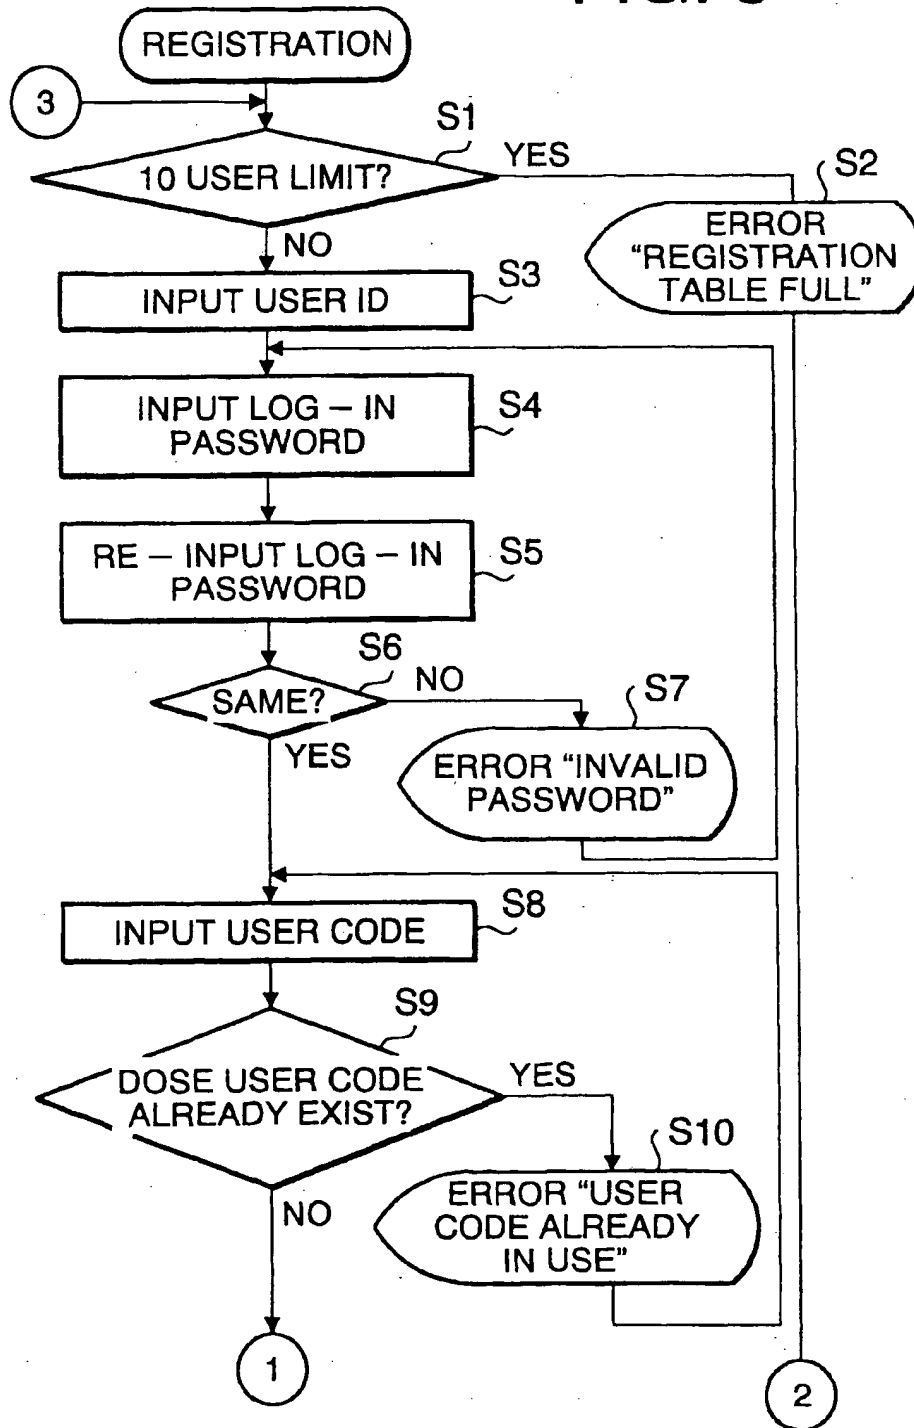 REGISTRATION
3
S1
10 USER LIMIT?
YES
S2
ERROR
“REGISTRATION
TABLE FULL”
NO
S3
INPUT USER ID
S4
INPUT LOG – IN
PASSWORD
S5
RE – INPUT LOG – IN
PASSWORD
S6
SAME?
NO
S7
ERROR “INVALID
PASSWORD”
YES
S8
INPUT USER CODE
S9
DOSE USER CODE
ALREADY EXIST?
YES
S10
ERROR “USER
CODE ALREADY
IN USE”
NO
1
2